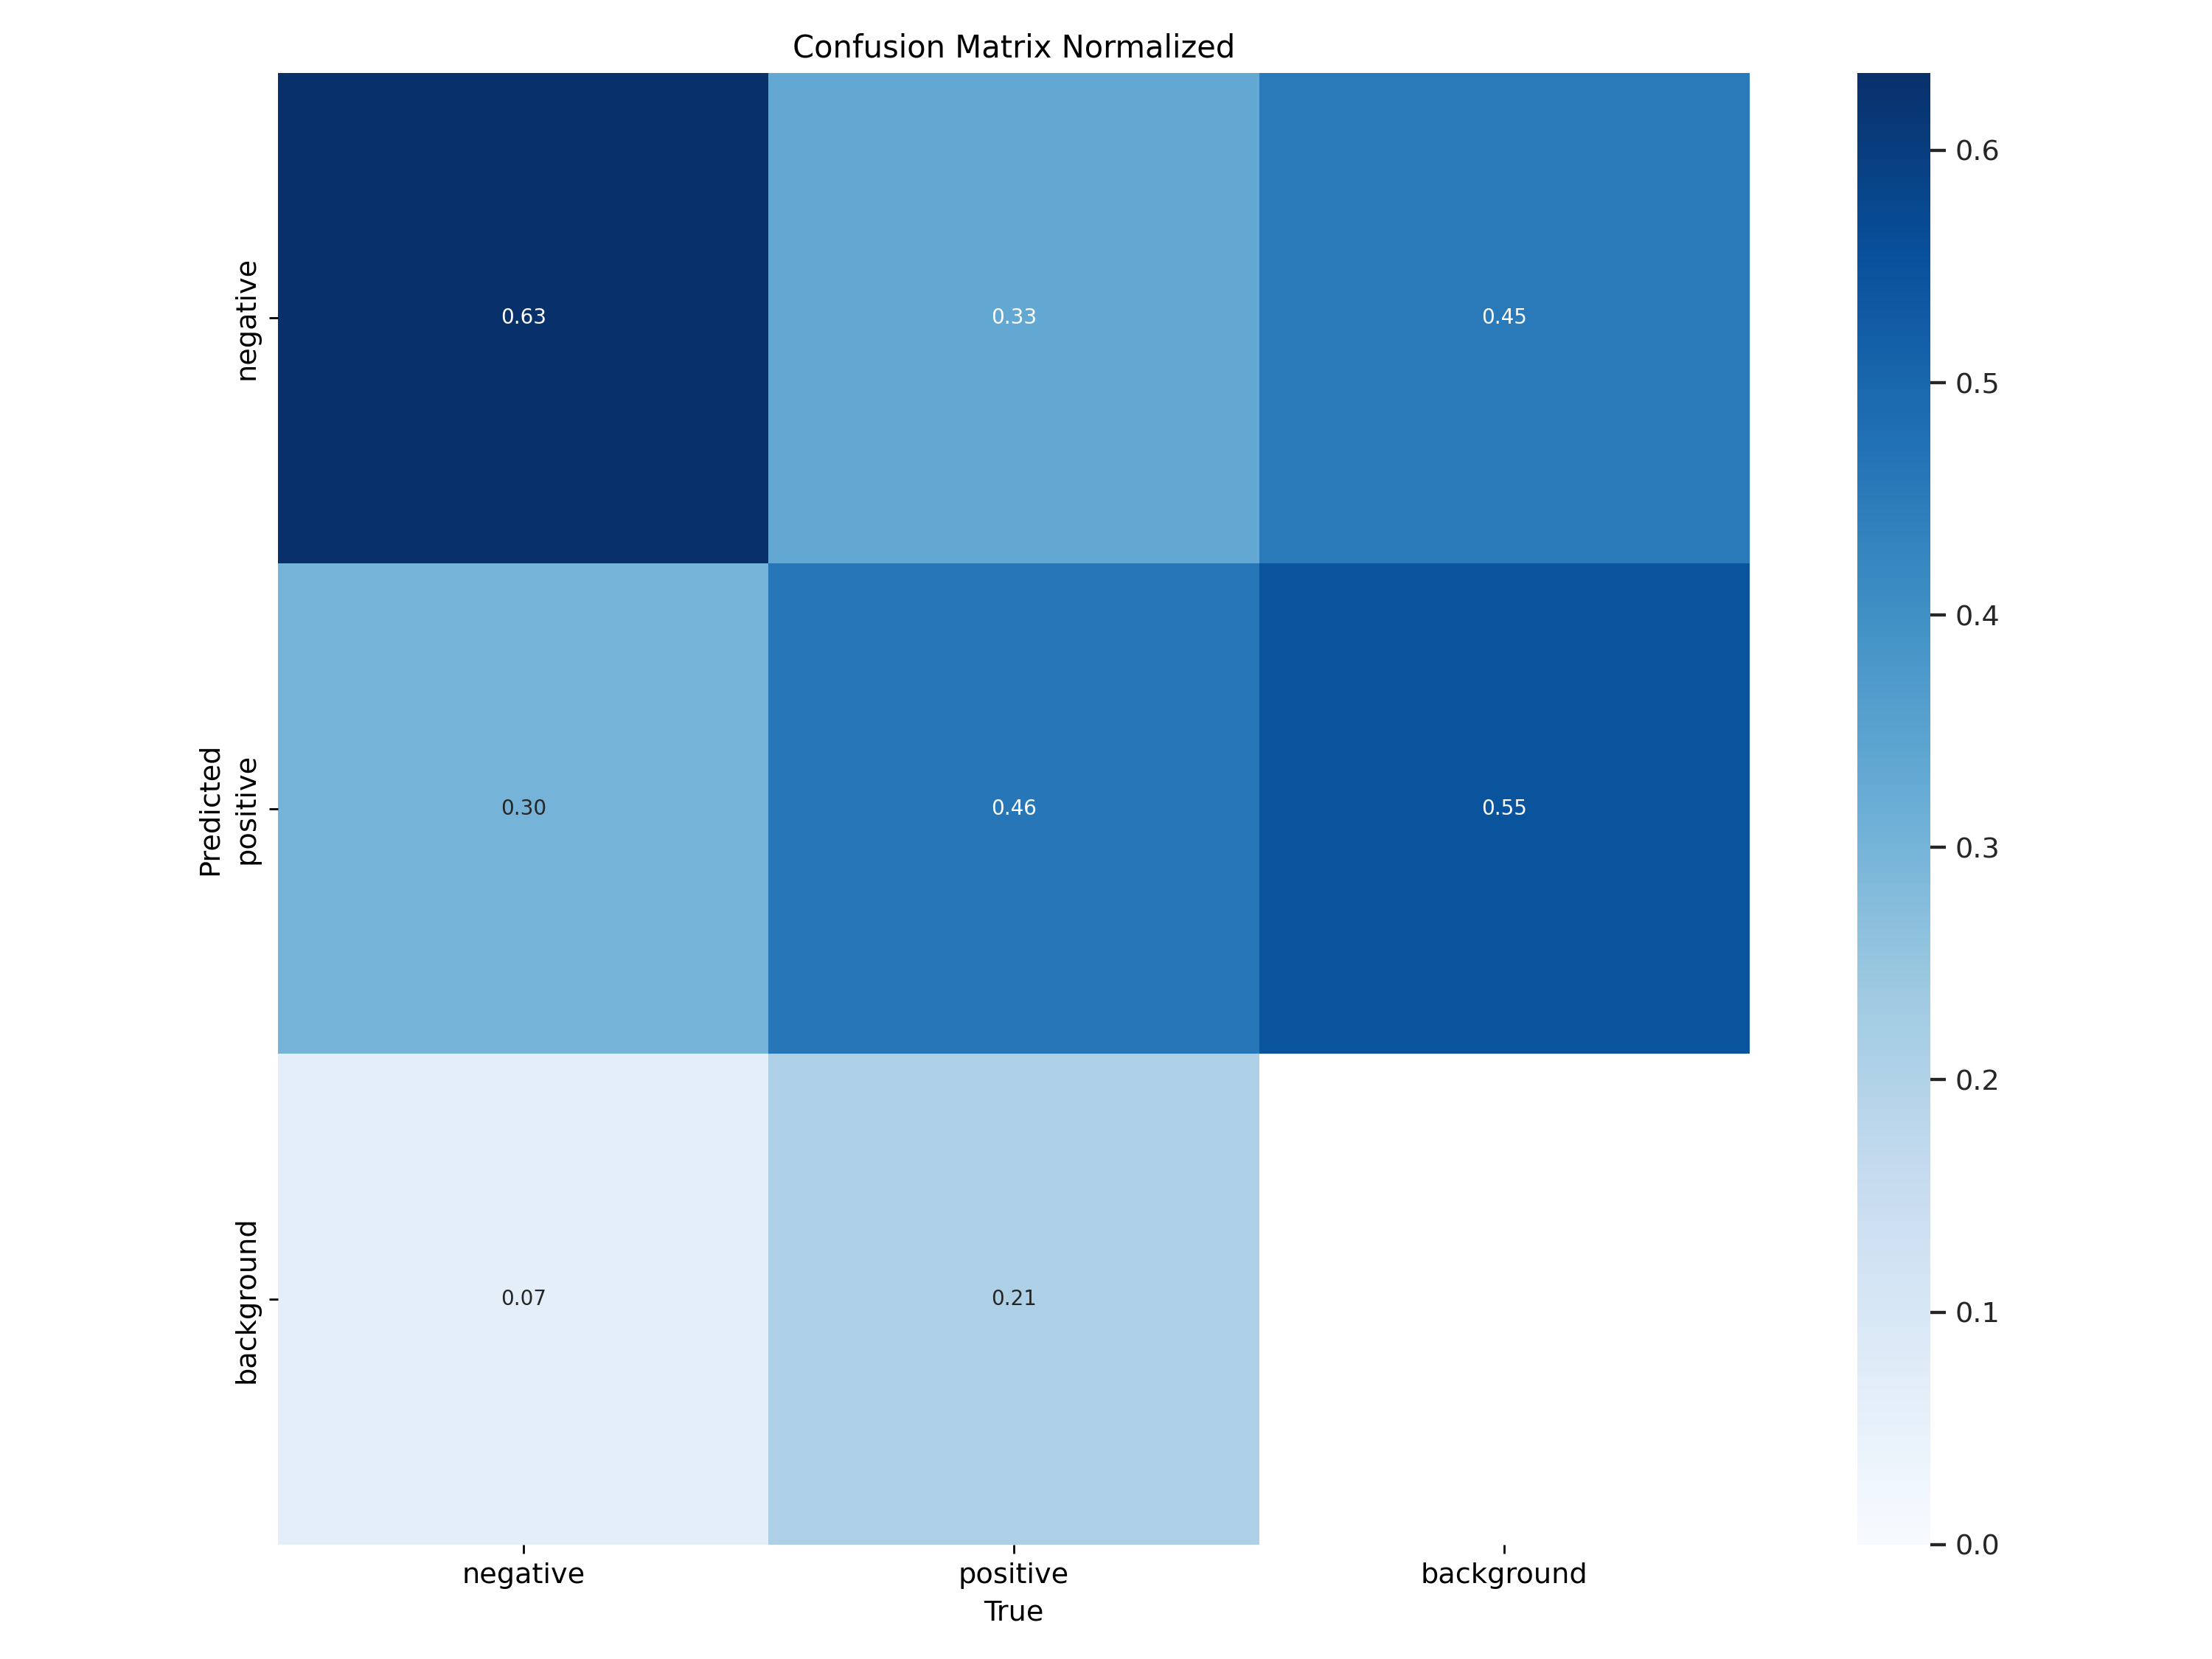 Confusion Matrix Normalized
negative
0.63
0.33
0.45
Predicted
positive
0.30
0.46
0.55
background
0.07
0.21
negative
positive
background
True
0.6
0.5
0.4
0.3
0.2
0.1
0.0